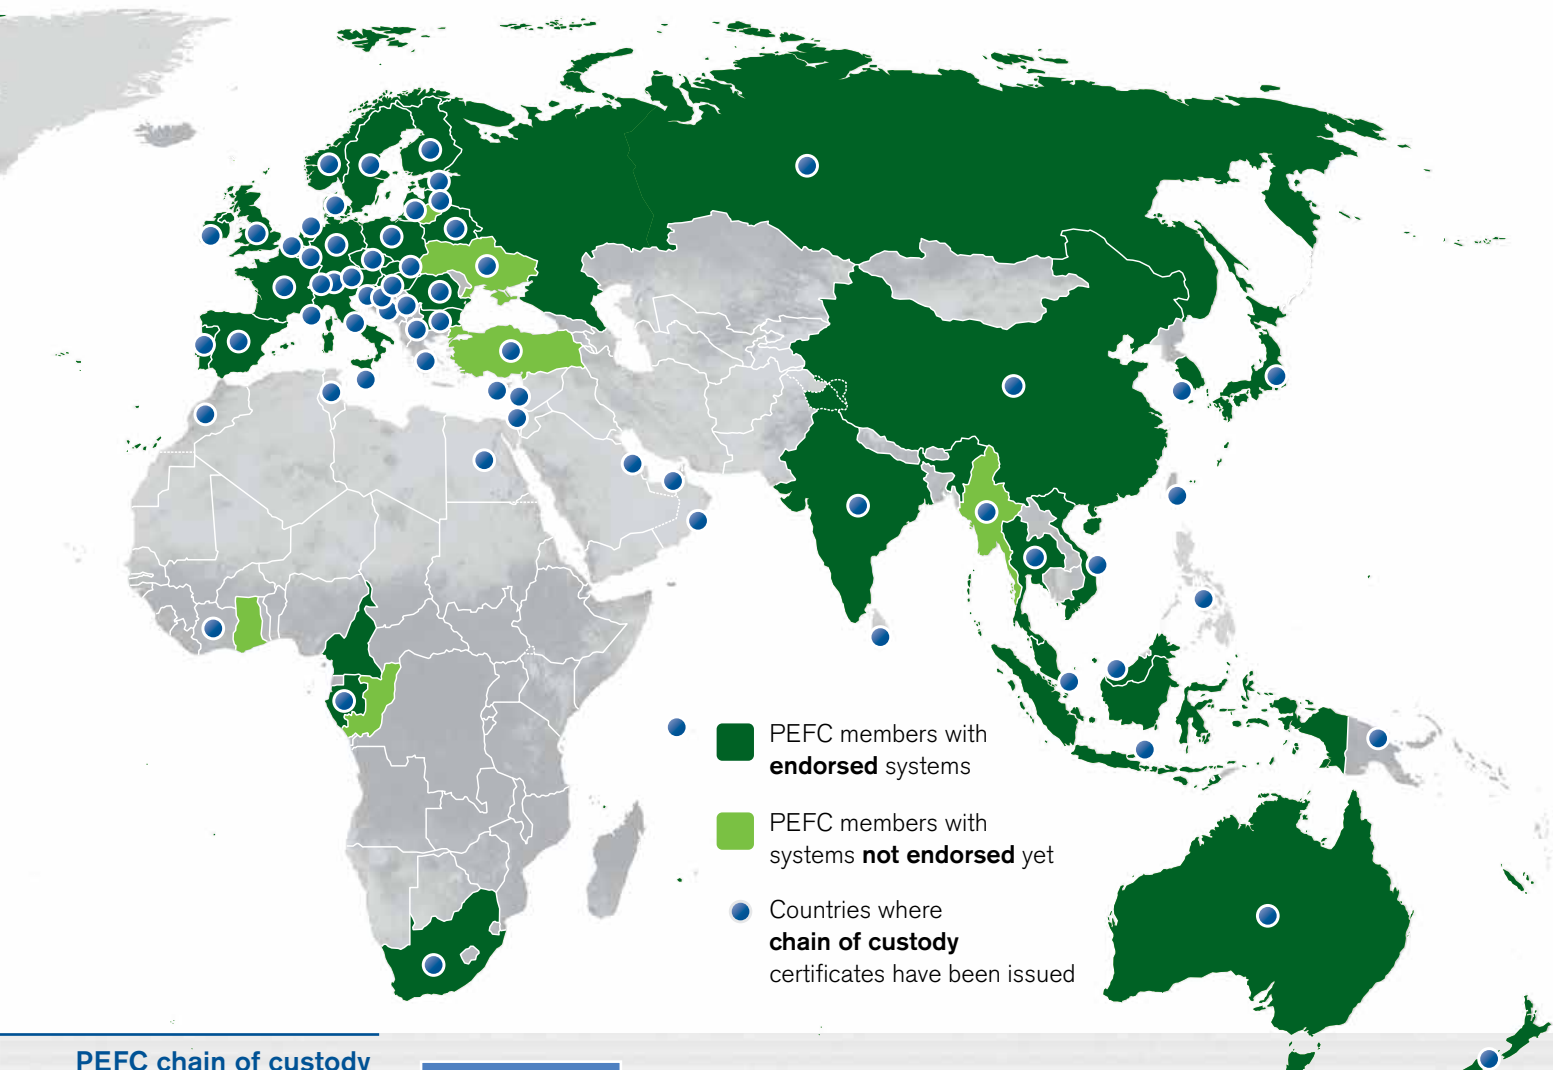 PEFC members with
endorsed systems
PEFC members with
systems not endorsed yet
Countries where
chain of custody
certificates have been issued
PEFC chain of custody